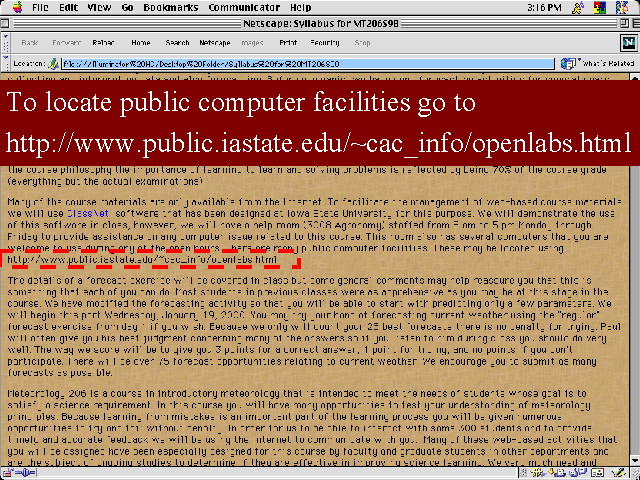 File Edit View Go Bookmarks Communicator Help 3:16 PM
Netscape: Syllabus for MT206S98
Back Forward Reload Home Search Netscape Images Print Security Stop
Location: file:///Illuminator%20HD/Desktop%20Folder/Syllabus%20for%20MT206S00 What's Related
To locate public computer facilities go to
http://www.public.iastate.edu/~cac_info/openlabs.html
the course philosophy the importance of learning to learn and solving problems is reflected by being 70% of the course grade
(everything but the actual examinations)
Many of the course materials are only available from the Internet. To facilitate the management of web-based course materials
we will use ClassNet, software that has been designed at Iowa State University for this purpose. We will demonstrate the use
of this software in class, however, we will have a help room (3008 Agronomy) staffed from 8 am to 5 pm Monday through
Friday to provide assistance on any computer issue related to this course. This room also has several computers that you are
welcome to use during any of the open hours. There are many public computer facilities. These may be located using
http://www.public.iastate.edu/~cac_info/openlabs.html
The details of a forecast exercise will be covered in class but some general comments may help reassure you that this is
something that each of you can do. Most students in previous classes were as apprehensive as you may be at this stage in the
course. We have modified the forecasting activity so that you will be able to start with predicting only a few parameters. We
will begin this part Wednesday, January 19, 2000. You may try your hand at forecasting current weather using the "regular"
forecast exercise from day 1 if you wish. Because we only will count your 25 best forecasts there is no penalty for trying. Paul
will often give you his best judgment concerning many of the answers so if you listen to him during class you should do very
well. The way we score will be to give you 3 points for a correct answer, 1 point for trying, and no points if you don't
participate. There will be over 75 forecast opportunities relating to current weather. We encourage you to submit as many
forecasts as possible.
Meteorology 206 is a course in introductory meteorology that is intended to meet the needs of students whose goal is to
satisfy a science requirement. In this course you will have many opportunities to test your understanding of meteorology
principles. Because learning from mistakes is an important part of the learning process you will be given numerous
opportunities to try and fail without penalty. In order for us to be able to interact with some 300 students and to provide
timely and accurate feedback we will be using the Internet to communicate with you. Many of these web-based activities that
you will be assigned have been especially designed for this course by faculty and graduate students in other departments and
are the subject of ongoing studies to determine if they are effective in improving science learning. We very much need and